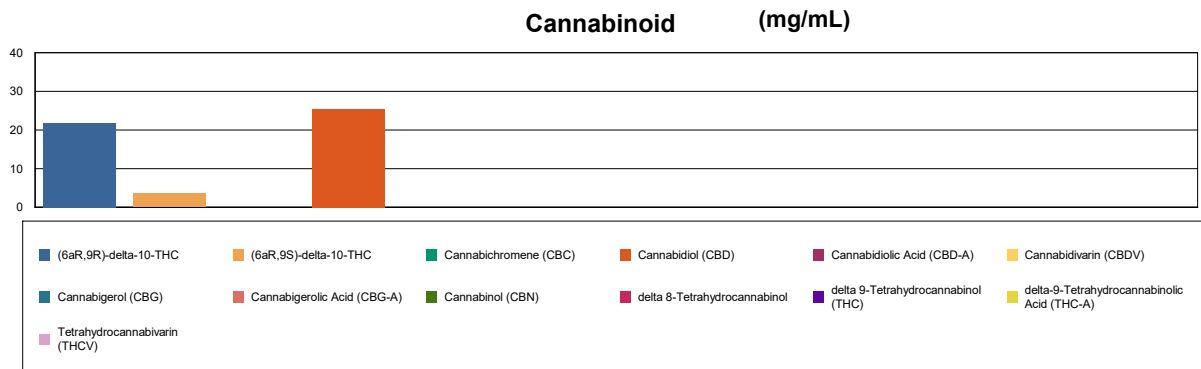 Cannabinoid (mg/mL)
40
30
20
10
0
(6aR,9R)-delta-10-THC
(6aR,9S)-delta-10-THC
Cannabichromene (CBC)
Cannabidiol (CBD)
Cannabidiolic Acid (CBD-A)
Cannabidivarin (CBDV)
Cannabigerol (CBG)
Cannabigerolic Acid (CBG-A)
Cannabinol (CBN)
delta 8-Tetrahydrocannabinol
delta 9-Tetrahydrocannabinol
(THC)
delta-9-Tetrahydrocannabinolic
Acid (THC-A)
Tetrahydrocannabivarin
(THCV)